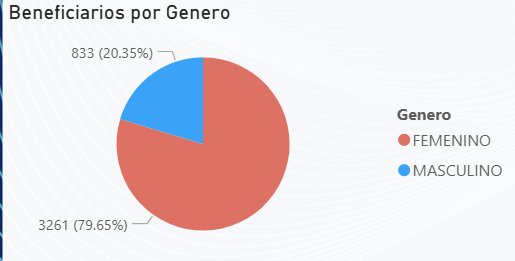 Beneficiarios por Genero
833 (20.35%)
3261 (79.65%)
Genero
FEMENINO
MASCULINO